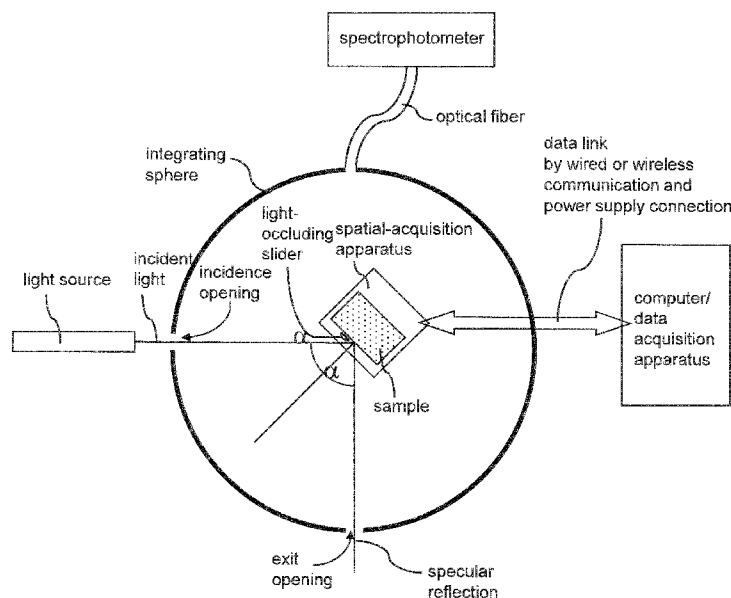 spectrophotometer
optical fiber
data link
by wired or wireless
communication and
power supply connection
integrating
sphere
light-
occluding
slider
spatial-acquisition
apparatus
incident
light
incidence
opening
light source
computer/
data
acquisition
apparatus
α
α
sample
exit
opening
specular
reflection